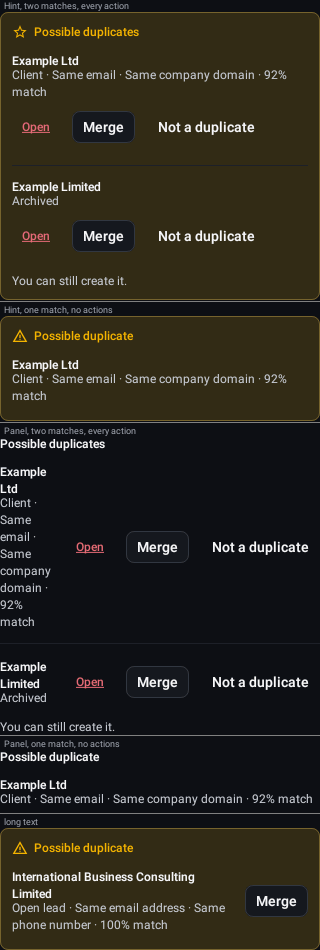 Hint, two matches, every action
Possible duplicates
Example Ltd
Client · Same email · Same company domain · 92%
match
Open Merge Not a duplicate
Example Limited
Archived
Open Merge Not a duplicate
You can still create it.
Hint, one match, no actions
Possible duplicate
Example Ltd
Client · Same email · Same company domain · 92%
match
Panel, two matches, every action
Possible duplicates
Example
Ltd
Client ·
Same
email ·
Same
company
domain ·
92%
match
Open Merge Not a duplicate
Example
Limited
Archived
Open Merge Not a duplicate
You can still create it.
Panel, one match, no actions
Possible duplicate
Example Ltd
Client · Same email · Same company domain · 92% match
long text
Possible duplicate
International Business Consulting
Limited
Open lead · Same email address · Same
phone number · 100% match
Merge